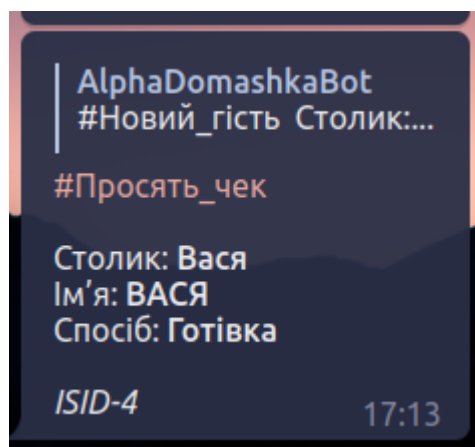 AlphaDomashkaBot
#Новий_гість Столик:...
#Просять_чек
Столик: Вася
Ім’я: ВАСЯ
Спосіб: Готівка
ISID-4
17:13